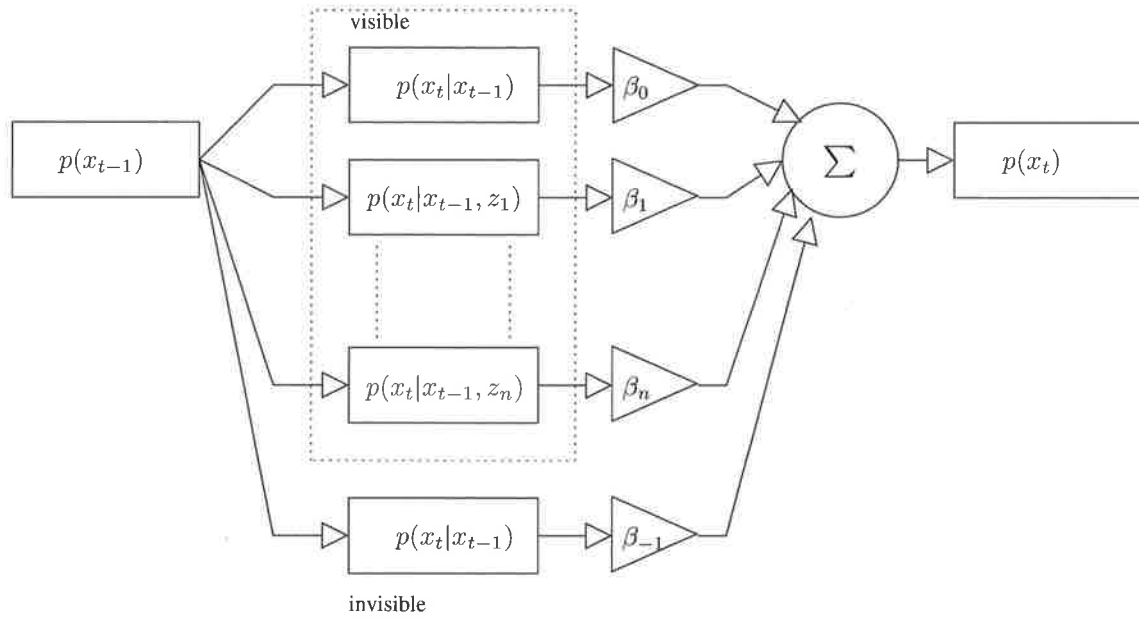 visible
p(x_{t-1})
p(x_t|x_{t-1})
β_0
p(x_t|x_{t-1}, z_1)
β_1
Σ
p(x_t)
p(x_t|x_{t-1}, z_n)
β_n
p(x_t|x_{t-1})
β_{-1}
invisible